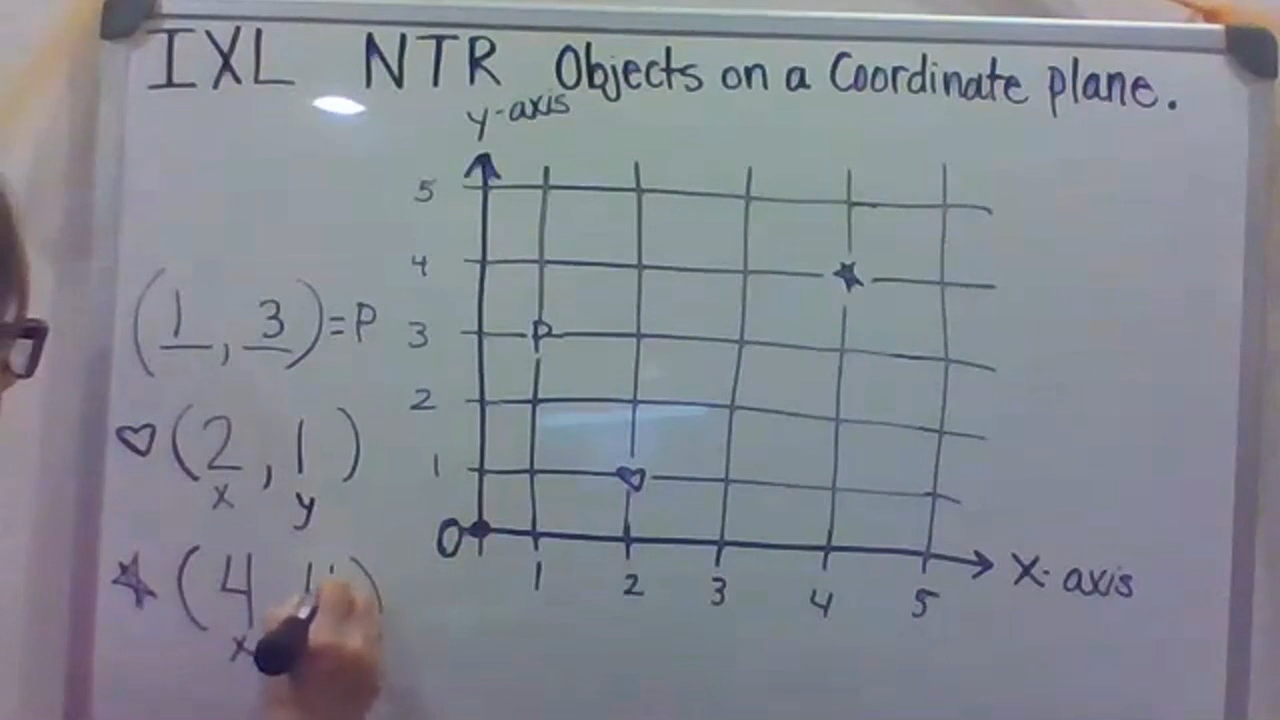 IXL NTR Objects on a Coordinate plane.
y-axis
5
4
(1, 3) = P 3
P
2
♡ (2, 1) 1
x y
0
x-axis
1 2 3 4 5
☆ (4
x